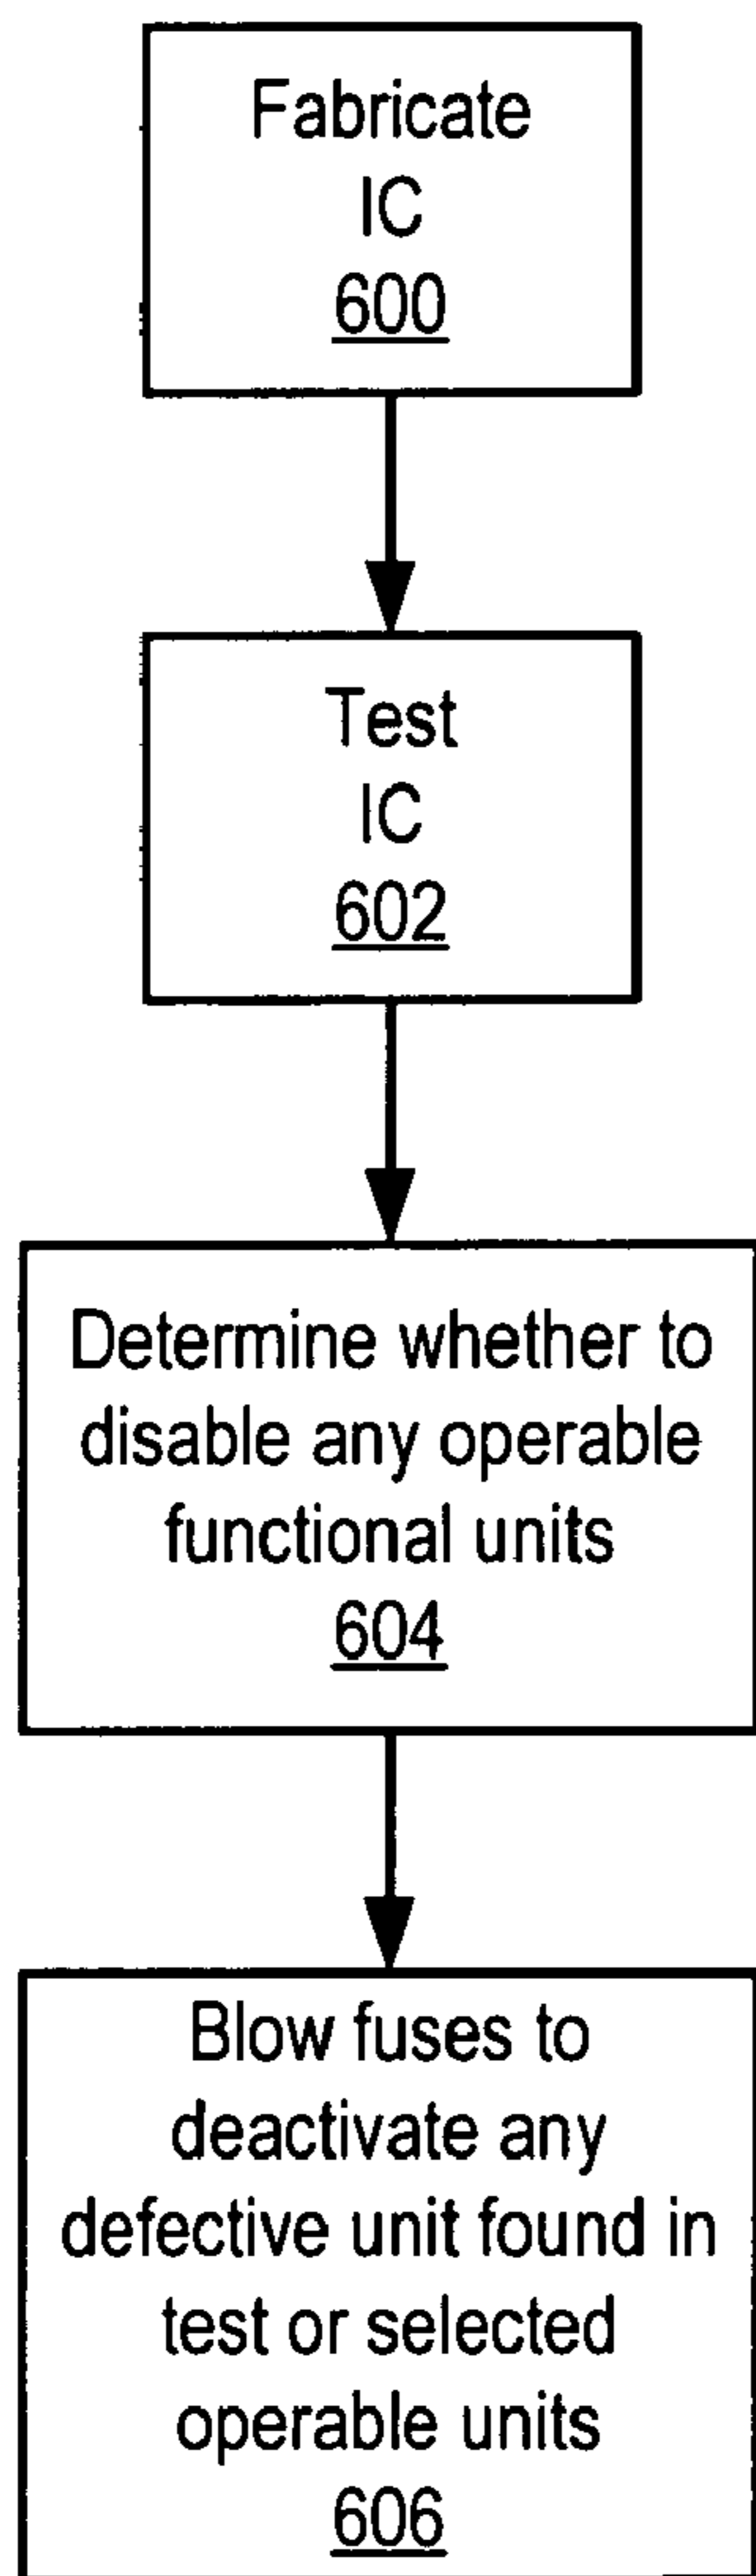 Fabricate
IC
600
Test
IC
602
Determine whether to
disable any operable
functional units
604
Blow fuses to
deactivate any
defective unit found in
test or selected
operable units
606